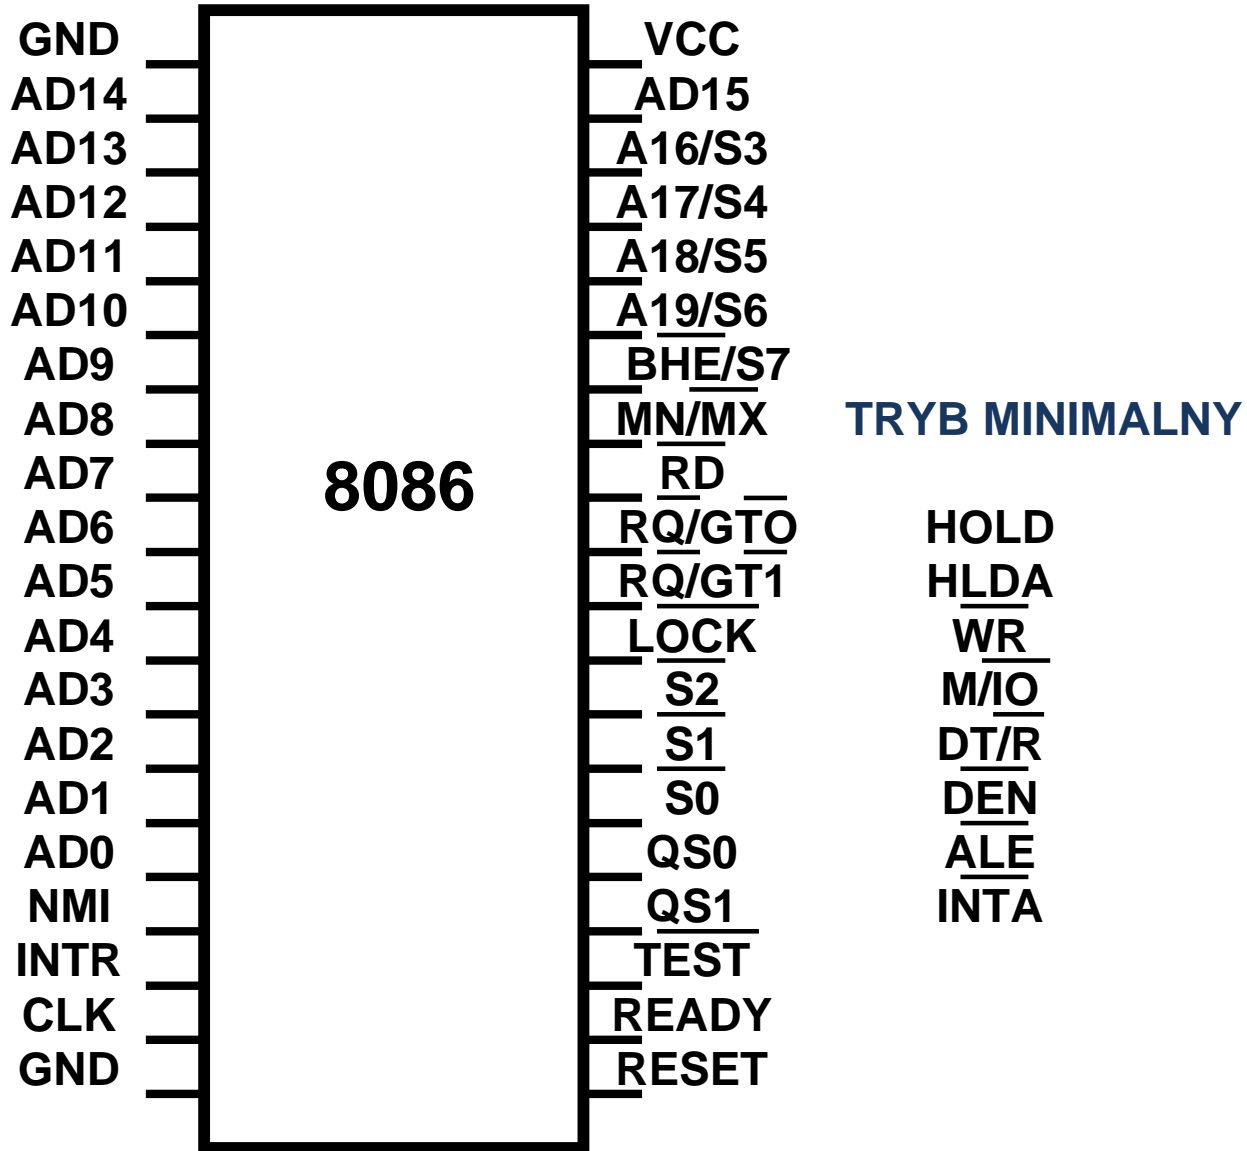 GND VCC
AD14 AD15
AD13 A16/S3
AD12 A17/S4
AD11 A18/S5
AD10 A19/S6
AD9 BHE/S7
AD8 MN/MX TRYB MINIMALNY
AD7 8086 RD
AD6 RQ/GTO HOLD
AD5 RQ/GT1 HLDA
AD4 LOCK WR
AD3 S2 M/IO
AD2 S1 DT/R
AD1 S0 DEN
AD0 QS0 ALE
NMI QS1 INTA
INTR TEST
CLK READY
GND RESET